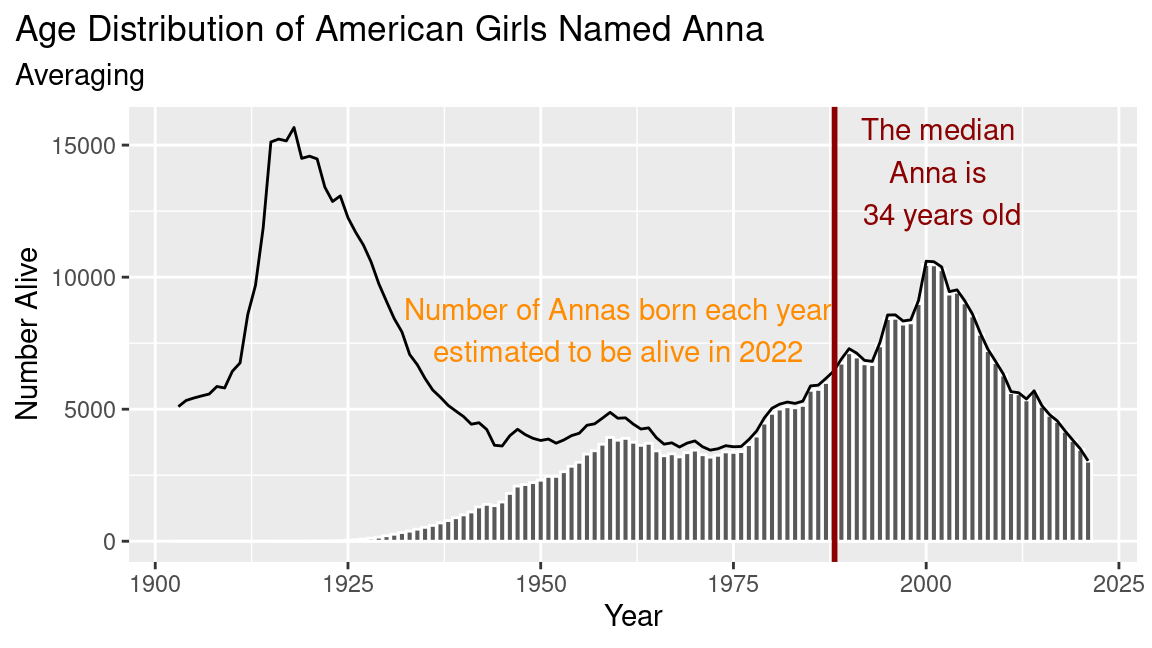 Age Distribution of American Girls Named Anna
Averaging
The median
Anna is
34 years old
Number of Annas born each year
estimated to be alive in 2022
Number Alive
15000
10000
5000
0
1900
1925
1950
1975
2000
2025
Year